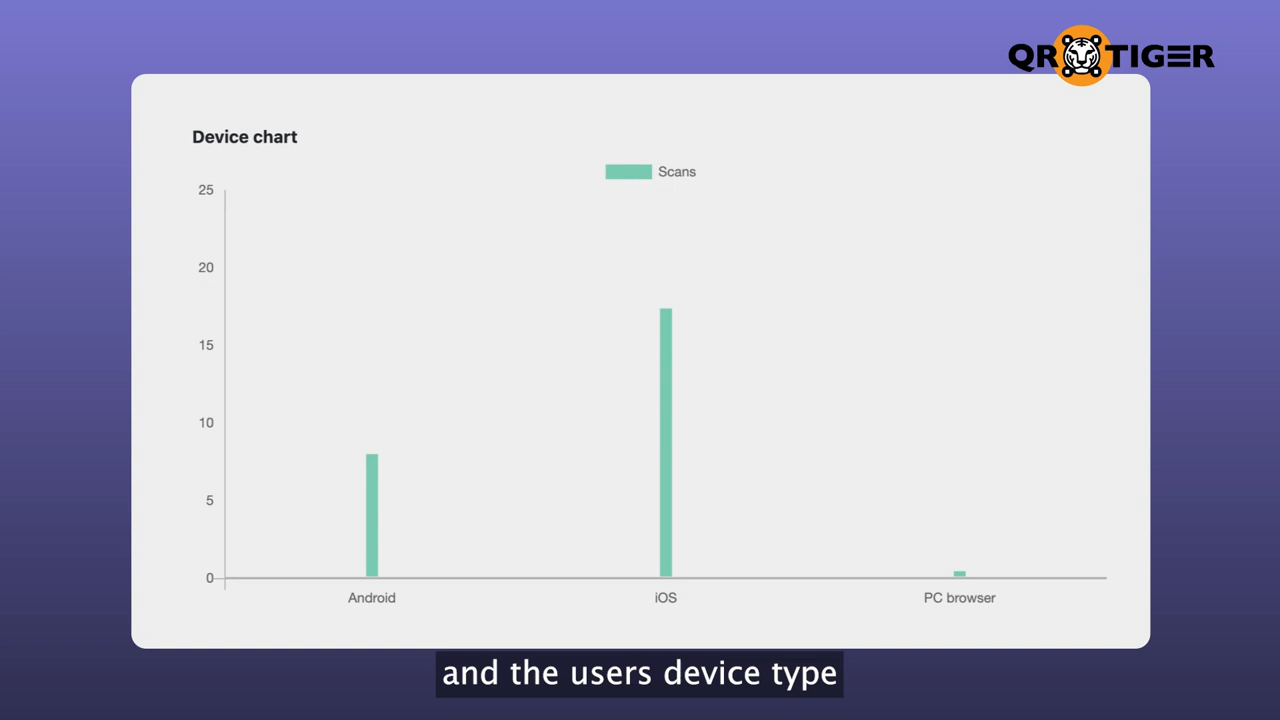 QR TIGER
Device chart
Scans
25
20
15
10
5
0
Android iOS PC browser
and the users device type